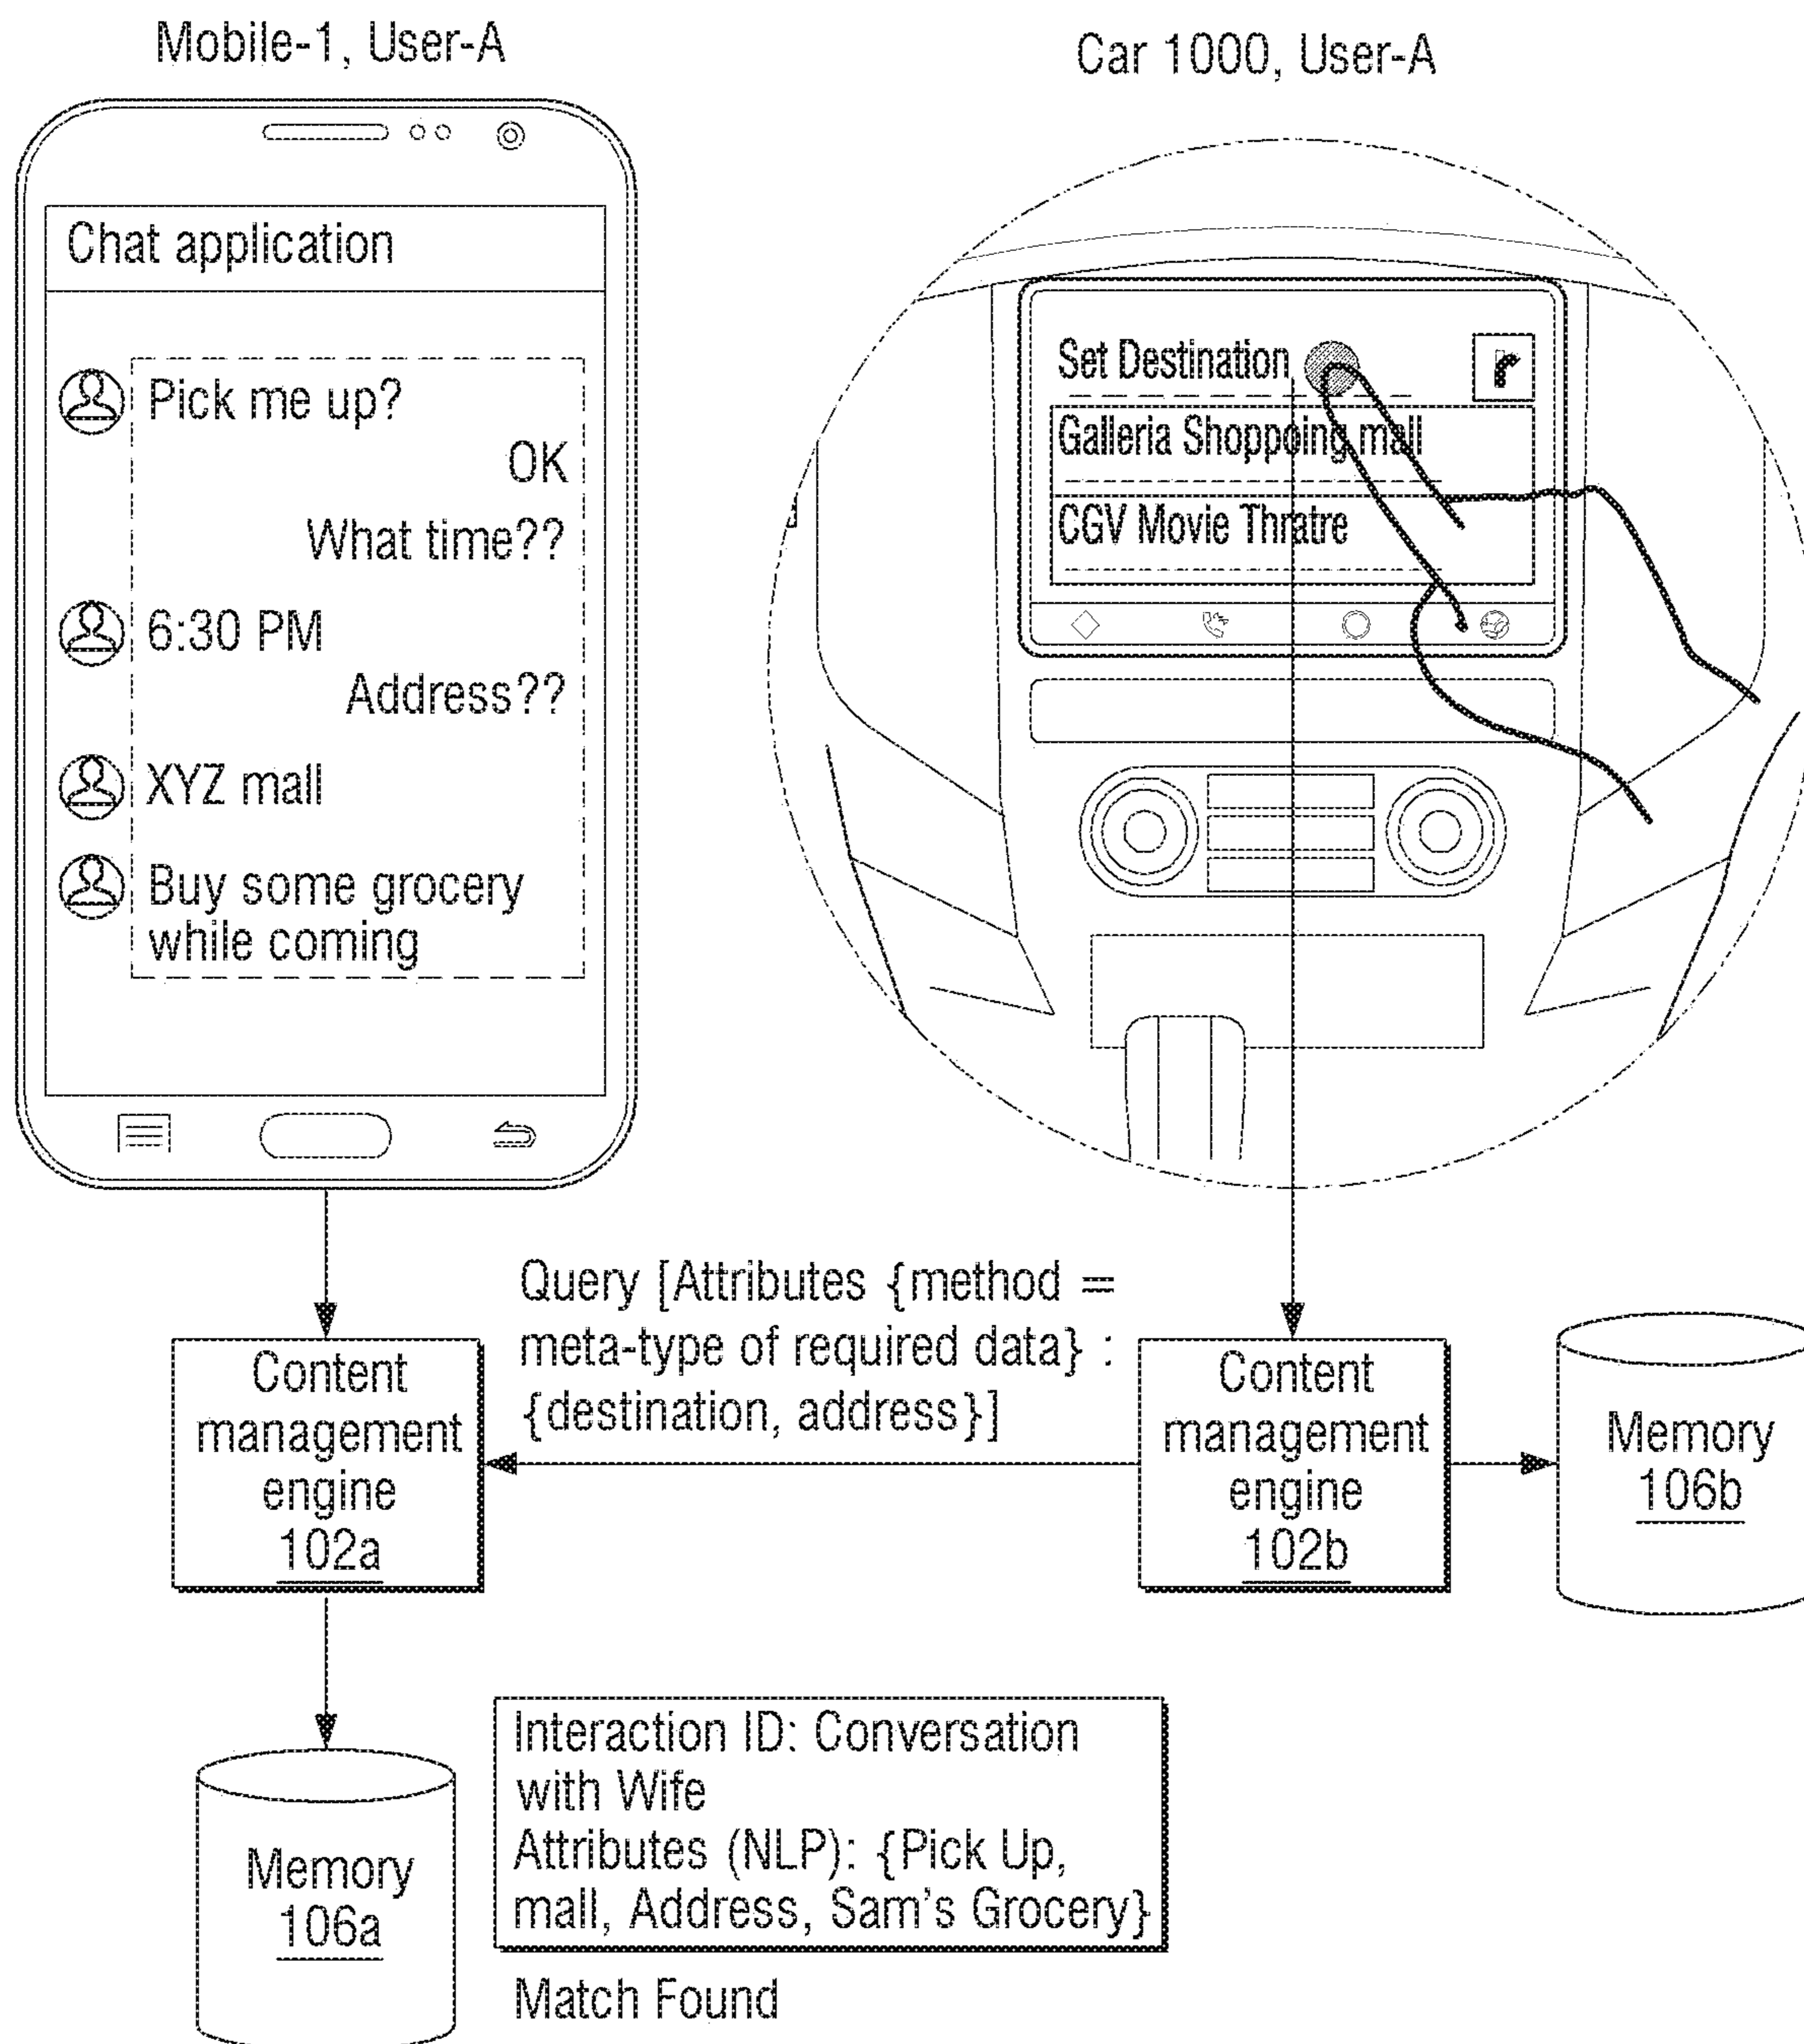 Mobile-1, User-A
Car 1000, User-A
Chat application
Pick me up?
OK
What time??
6:30 PM
Address??
XYZ mall
Buy some grocery
while coming
Set Destination
Galleria Shoppoing mall
CGV Movie Thratre
Query [Attributes {method =
meta-type of required data} :
{destination, address}]
Content
management
engine
102a
Content
management
engine
102b
Memory
106b
Memory
106a
Interaction ID: Conversation
with Wife
Attributes (NLP): {Pick Up,
mall, Address, Sam's Grocery}
Match Found